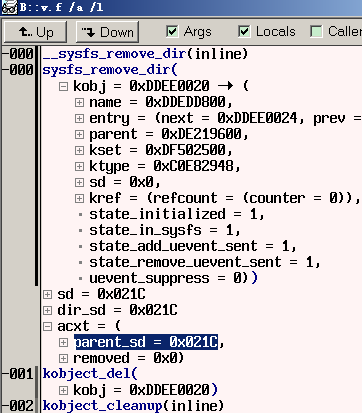 B::v.f /a /l
Up Down Args Locals Caller
-000 __sysfs_remove_dir(inline)
-000 sysfs_remove_dir(
kobj = 0xDDEE0020 → (
name = 0xDDEDD800,
entry = (next = 0xDDEE0024, prev =
parent = 0xDE219600,
kset = 0xDF502500,
ktype = 0xC0E82948,
sd = 0x0,
kref = (refcount = (counter = 0)),
state_initialized = 1,
state_in_sysfs = 1,
state_add_uevent_sent = 1,
state_remove_uevent_sent = 1,
uevent_suppress = 0))
sd = 0x021C
dir_sd = 0x021C
acxt = (
parent_sd = 0x021C,
removed = 0x0)
-001 kobject_del(
kobj = 0xDDEE0020)
-002 kobject_cleanup(inline)